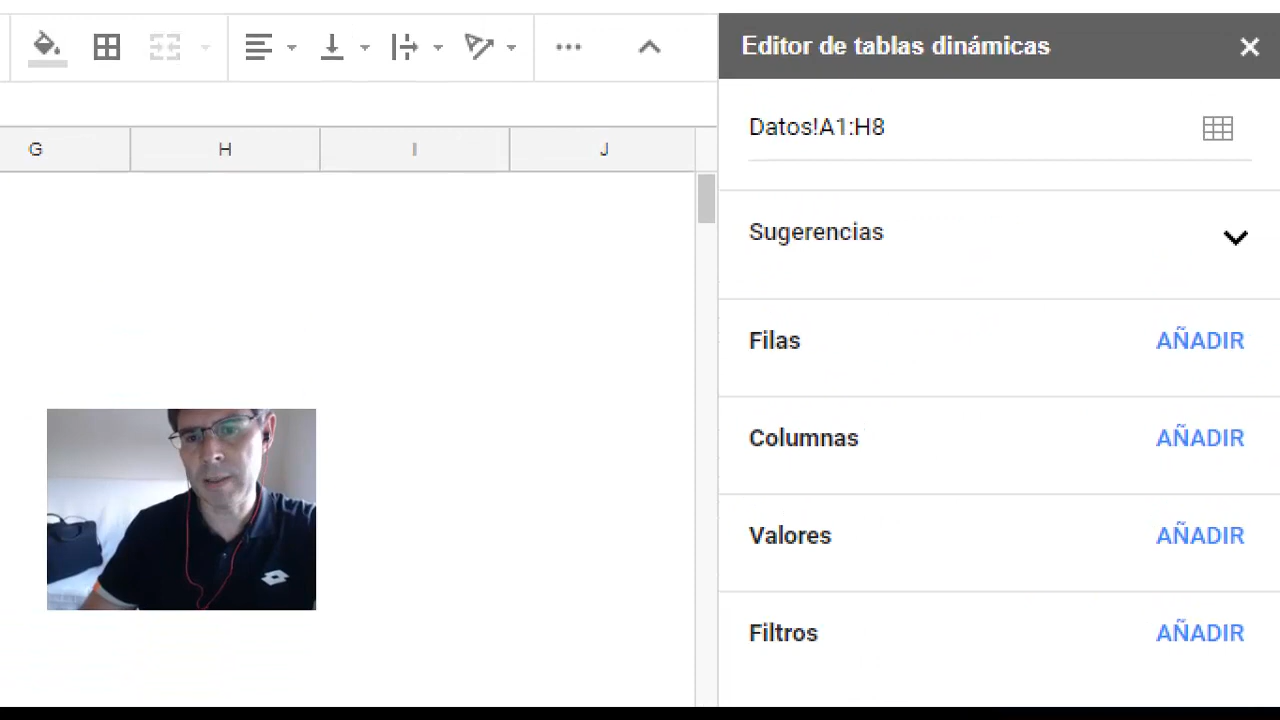 Editor de tablas dinámicas
Datos!A1:H8
G H I J
Sugerencias
Filas AÑADIR
Columnas AÑADIR
Valores AÑADIR
Filtros AÑADIR